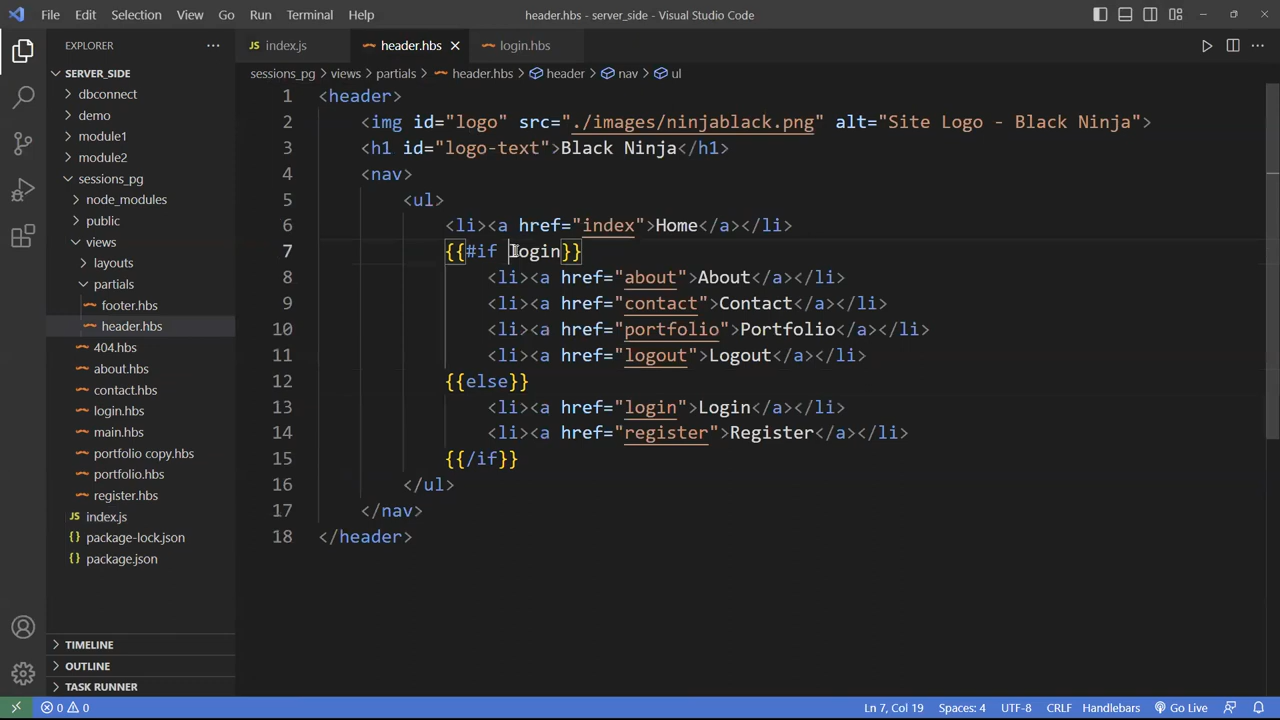 File Edit Selection View Go Run Terminal Help header.hbs - server_side - Visual Studio Code
EXPLORER
SERVER_SIDE
dbconnect
demo
module1
module2
sessions_pg
node_modules
public
views
layouts
partials
footer.hbs
header.hbs
404.hbs
about.hbs
contact.hbs
login.hbs
main.hbs
portfolio copy.hbs
portfolio.hbs
register.hbs
index.js
package-lock.json
package.json
TIMELINE
OUTLINE
TASK RUNNER
index.js header.hbs login.hbs
sessions_pg > views > partials > header.hbs > header > nav > ul
1 <header>
2 <img id="logo" src="./images/ninjablack.png" alt="Site Logo - Black Ninja">
3 <h1 id="logo-text">Black Ninja</h1>
4 <nav>
5 <ul>
6 <li><a href="index">Home</a></li>
7 {{#if login}}
8 <li><a href="about">About</a></li>
9 <li><a href="contact">Contact</a></li>
10 <li><a href="portfolio">Portfolio</a></li>
11 <li><a href="logout">Logout</a></li>
12 {{else}}
13 <li><a href="login">Login</a></li>
14 <li><a href="register">Register</a></li>
15 {{/if}}
16 </ul>
17 </nav>
18 </header>
0 0 Ln 7, Col 19 Spaces: 4 UTF-8 CRLF Handlebars Go Live